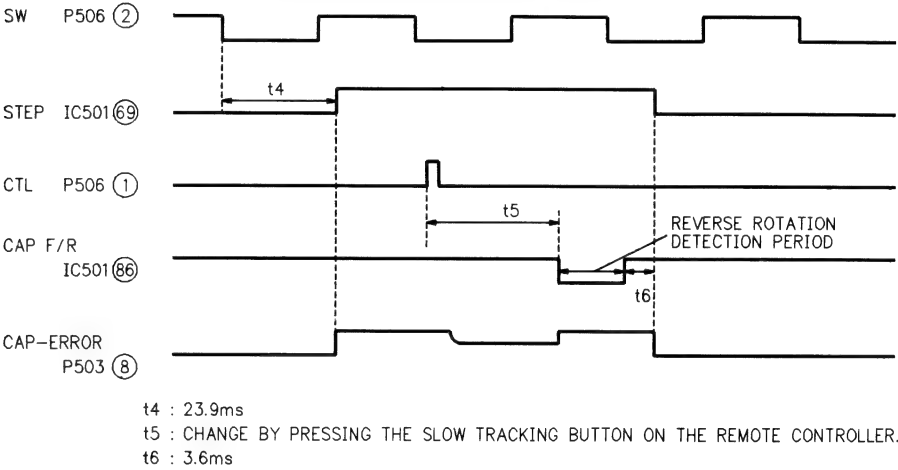 SW P506 ②
t4
STEP IC501 69
CTL P506 ①
t5
REVERSE ROTATION
DETECTION PERIOD
CAP F/R
IC501 86
t6
CAP-ERROR
P503 ⑧
t4 : 23.9ms
t5 : CHANGE BY PRESSING THE SLOW TRACKING BUTTON ON THE REMOTE CONTROLLER.
t6 : 3.6ms